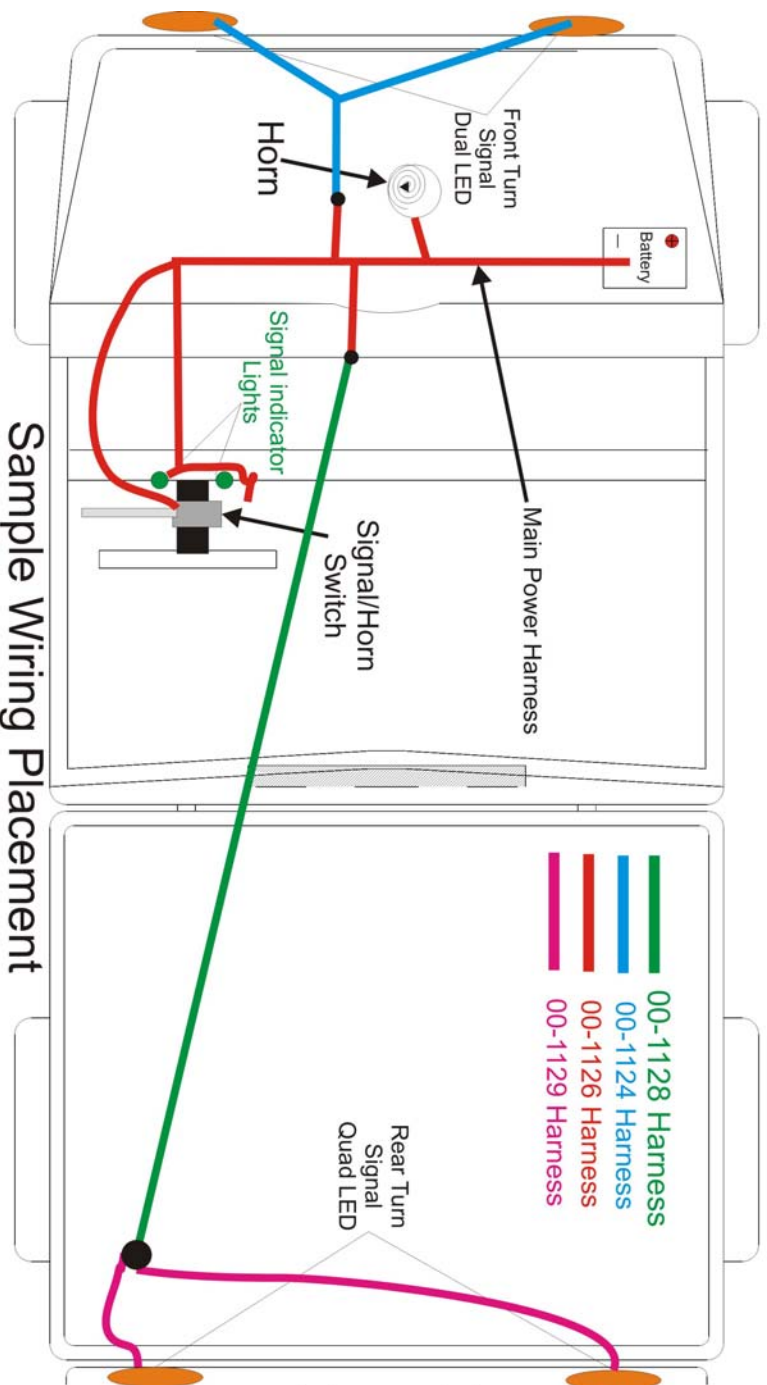 Battery
+
−
Front Turn
Signal
Dual LED
Horn
Main Power Harness
Signal indicator
Lights
Signal/Horn
Switch
00-1128 Harness
00-1124 Harness
00-1126 Harness
00-1129 Harness
Rear Turn
Signal
Quad LED
Sample Wiring Placement